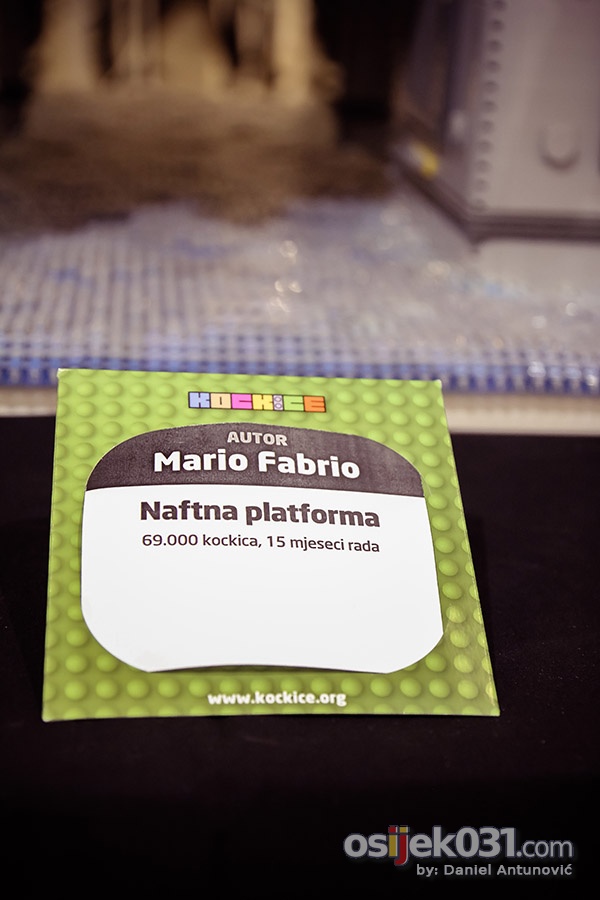 KOCKICE
AUTOR
Mario Fabrio
Naftna platforma
69.000 kockica, 15 mjeseci rada
www.kockice.org
osijek031.com
by: Daniel Antunović